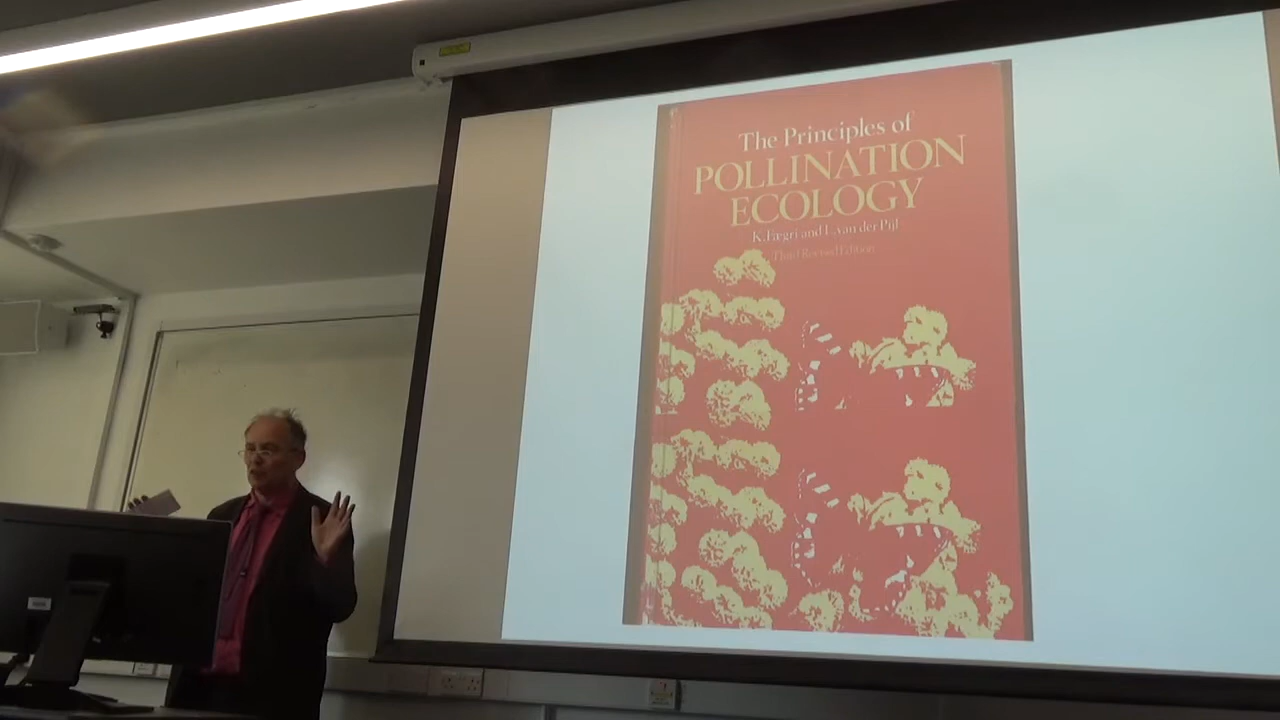 The Principles of
POLLINATION
ECOLOGY
K. Fægri and L. van der Pijl
Third Revised Edition